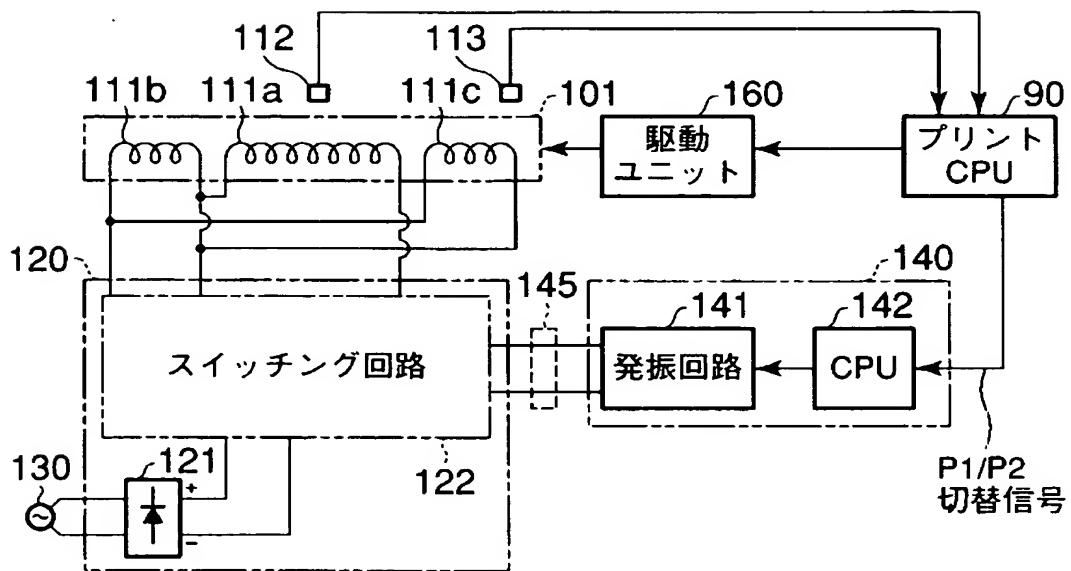 112
113
111b
111a
111c
101
160
90
駆動
ユニット
プリント
CPU
120
145
140
141
142
スイッチング回路
発振回路
CPU
130
121
+
−
~
122
P1/P2
切替信号